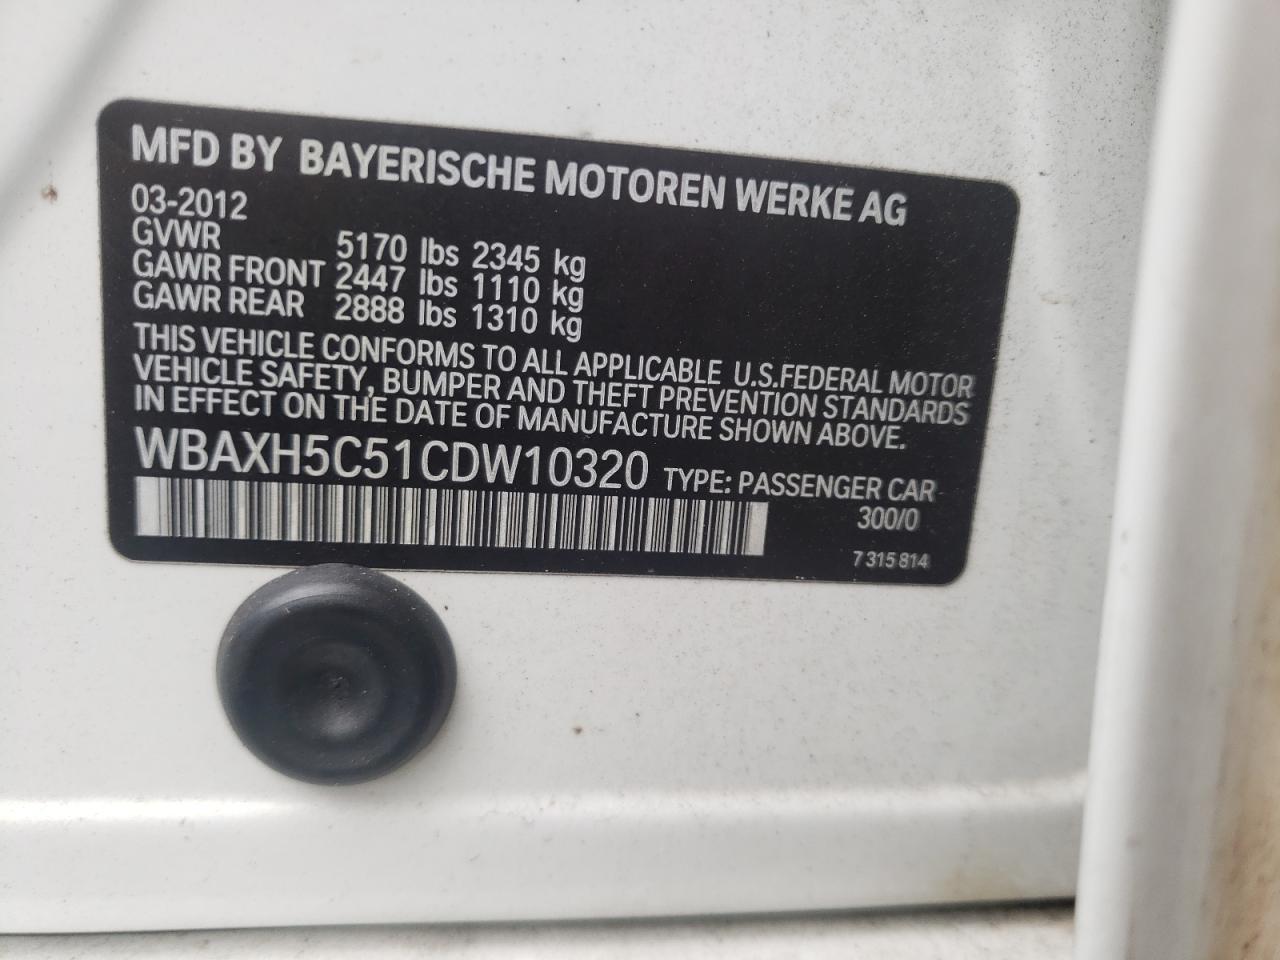 MFD BY BAYERISCHE MOTOREN WERKE AG
03-2012
GVWR 5170 lbs 2345 kg
GAWR FRONT 2447 lbs 1110 kg
GAWR REAR 2888 lbs 1310 kg
THIS VEHICLE CONFORMS TO ALL APPLICABLE U.S.FEDERAL MOTOR
VEHICLE SAFETY, BUMPER AND THEFT PREVENTION STANDARDS
IN EFFECT ON THE DATE OF MANUFACTURE SHOWN ABOVE.
WBAXH5C51CDW10320 TYPE: PASSENGER CAR
300/0
7 315 814